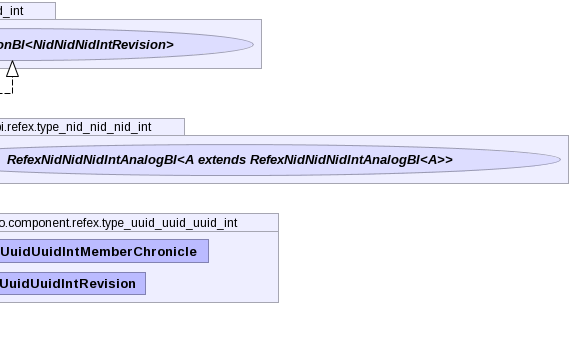 d_int
onBI<NidNidNidIntRevision>
i.refex.type_nid_nid_nid_int
RefexNidNidNidIntAnalogBI<A extends RefexNidNidNidIntAnalogBI<A>>
o.component.refex.type_uuid_uuid_uuid_int
UuidUuidIntMemberChronicle
UuidUuidIntRevision